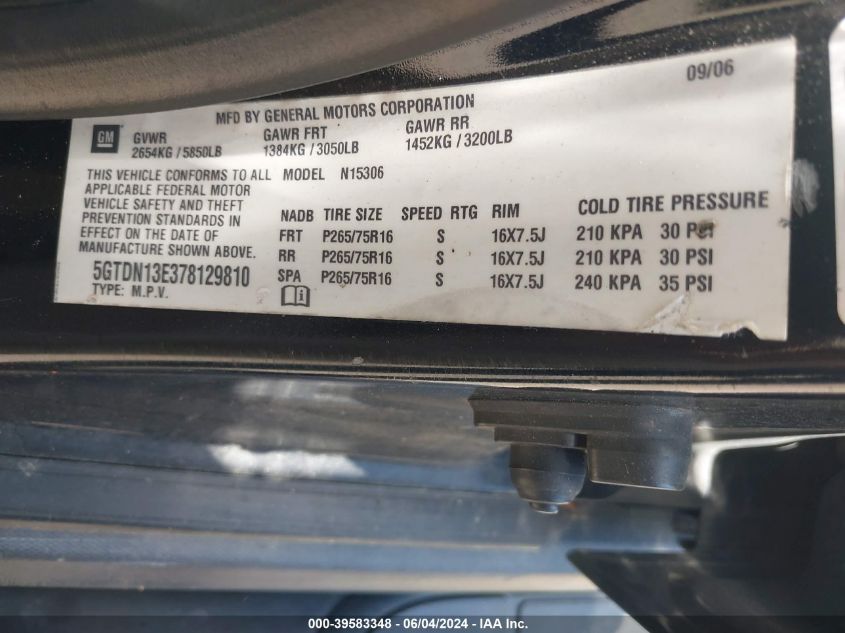 09/06
MFD BY GENERAL MOTORS CORPORATION
GM
GVWR GAWR FRT GAWR RR
2654KG / 5850LB 1384KG / 3050LB 1452KG / 3200LB
THIS VEHICLE CONFORMS TO ALL MODEL N15306
APPLICABLE FEDERAL MOTOR
VEHICLE SAFETY AND THEFT
PREVENTION STANDARDS IN
EFFECT ON THE DATE OF
MANUFACTURE SHOWN ABOVE.
5GTDN13E378129810
TYPE: M.P.V.
NADB TIRE SIZE SPEED RTG RIM COLD TIRE PRESSURE
FRT P265/75R16 S 16X7.5J 210 KPA 30 PSI
RR P265/75R16 S 16X7.5J 210 KPA 30 PSI
SPA P265/75R16 S 16X7.5J 240 KPA 35 PSI
000-39583348 - 06/04/2024 - IAA Inc.